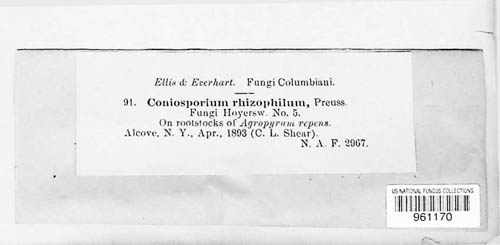 Ellis & Everhart. Fungi Columbiani.
91. Coniosporium rhizophilum, Preuss.
Fungi Hoyersw. No. 5.
On rootstocks of Agropyrum repens.
Alcove, N. Y., Apr., 1893 (C. L. Shear).
N. A. F. 2967.
US NATIONAL FUNGUS COLLECTIONS
961170